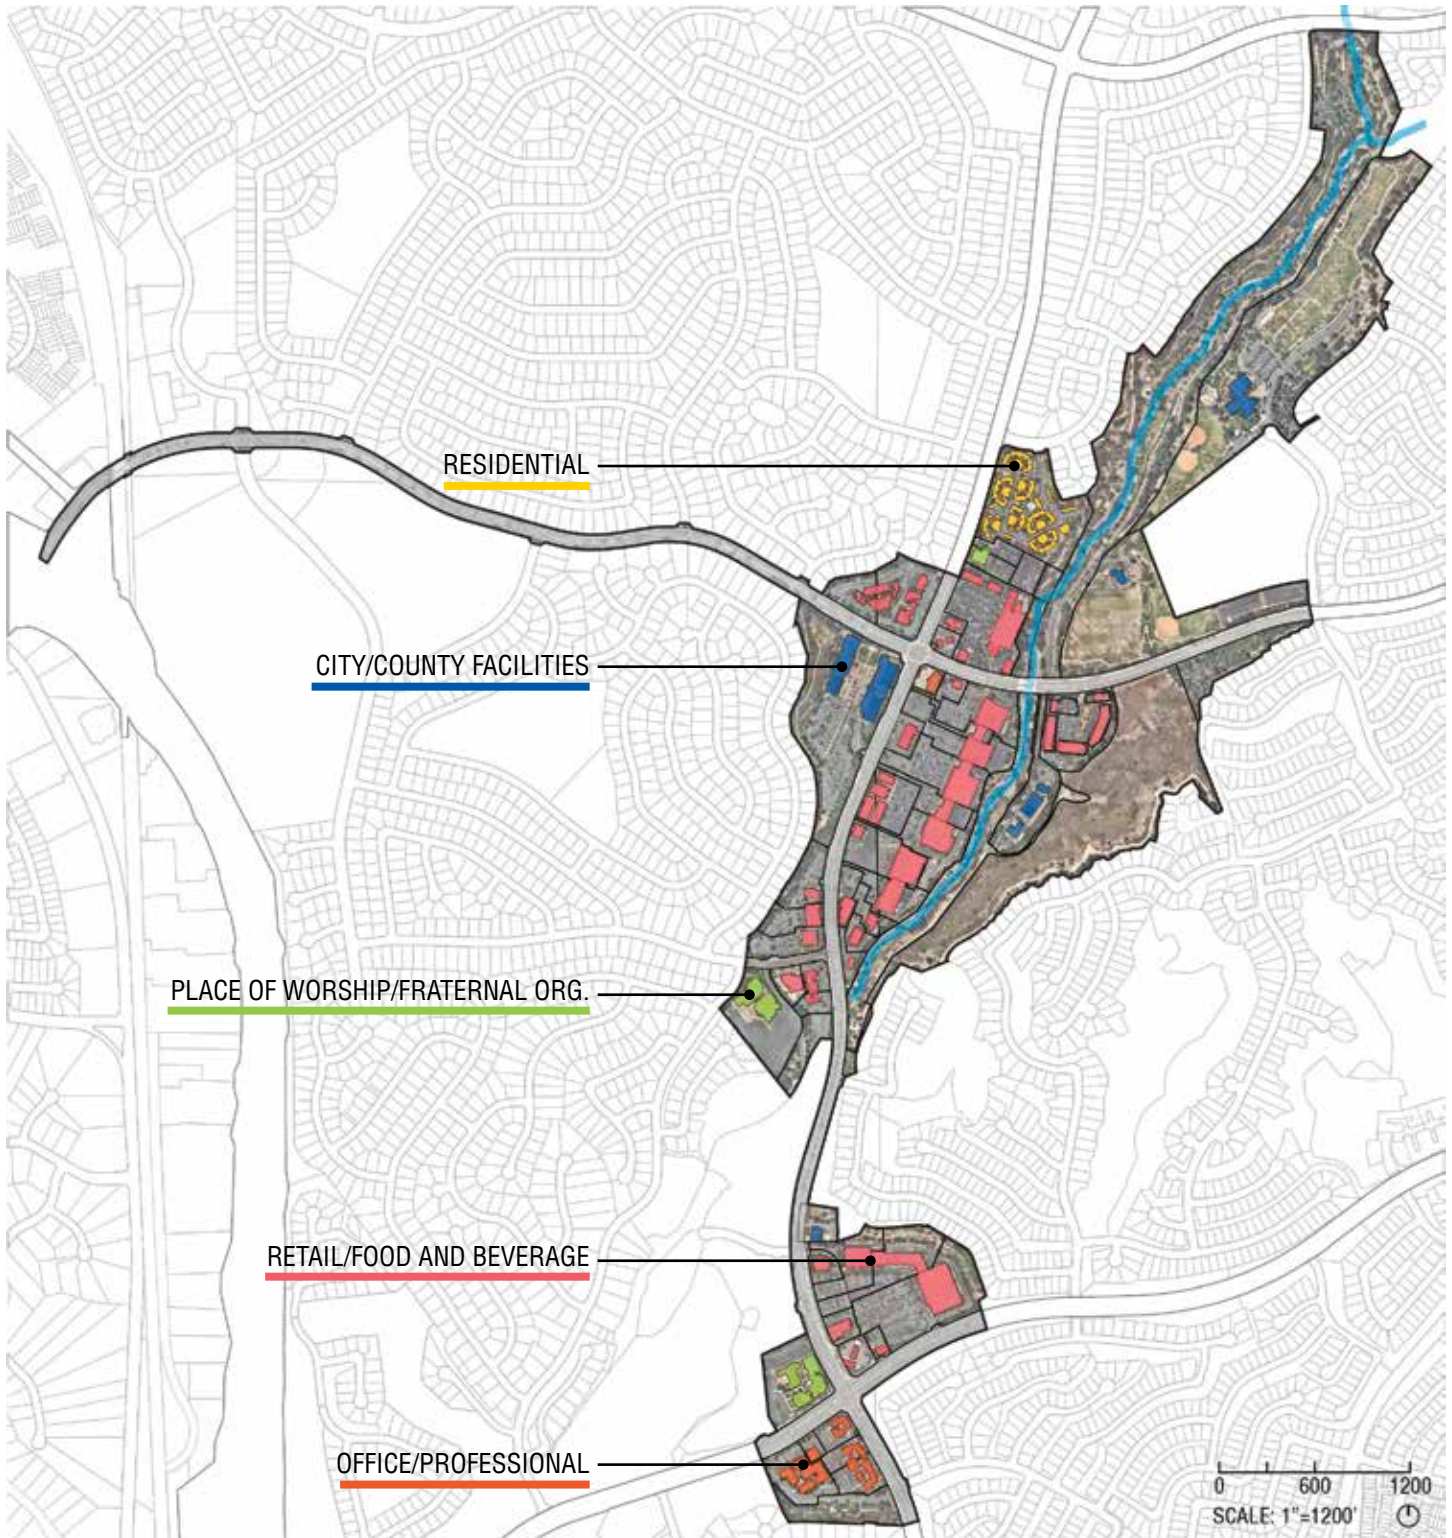 RESIDENTIAL
CITY/COUNTY FACILITIES
PLACE OF WORSHIP/FRATERNAL ORG.
RETAIL/FOOD AND BEVERAGE
OFFICE/PROFESSIONAL
0 600 1200
SCALE: 1"=1200'